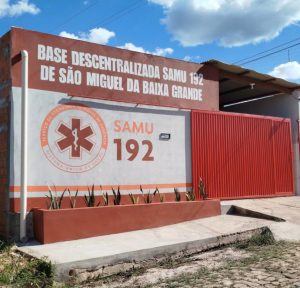 BASE DESCENTRALIZADA SAMU 192
DE SÃO MIGUEL DA BAIXA GRANDE
SAMU
192